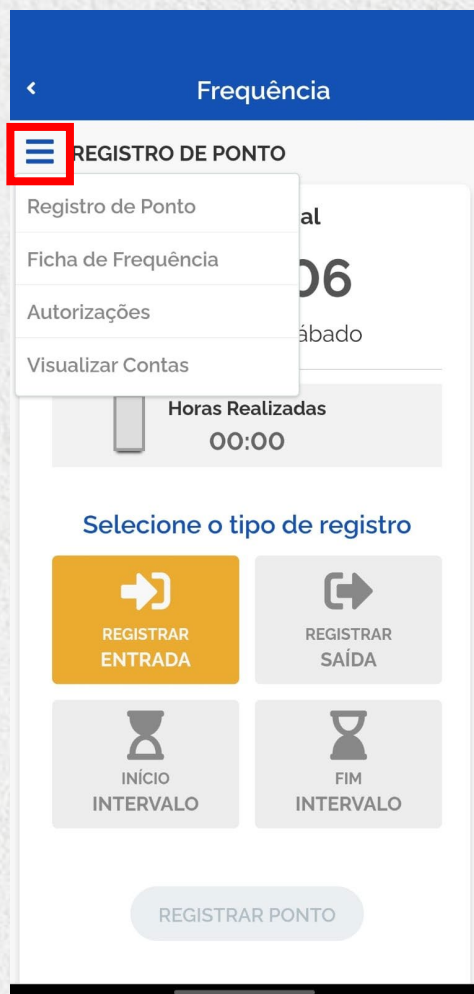 Frequência
REGISTRO DE PONTO
Registro de Ponto
Ficha de Frequência
Autorizações
Visualizar Contas
al
06
ábado
Horas Realizadas
00:00
Selecione o tipo de registro
REGISTRAR
ENTRADA
REGISTRAR
SAÍDA
INÍCIO
INTERVALO
FIM
INTERVALO
REGISTRAR PONTO